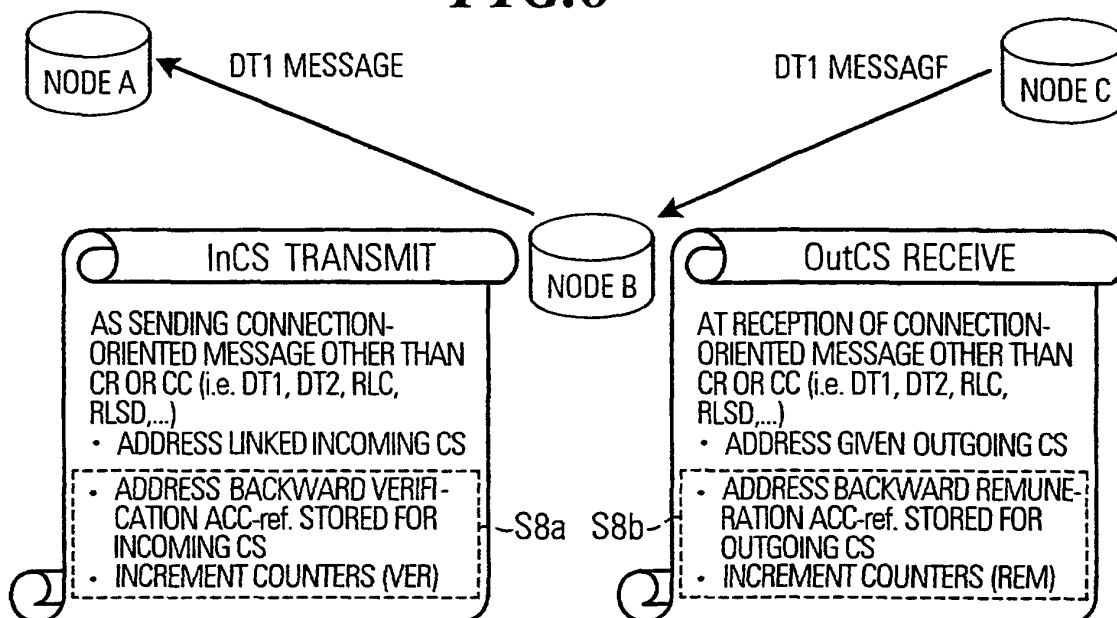 NODE A
DT1 MESSAGE
DT1 MESSAGF
NODE C
NODE B
InCS TRANSMIT
AS SENDING CONNECTION-
ORIENTED MESSAGE OTHER THAN
CR OR CC (i.e. DT1, DT2, RLC,
RLSD,...)
• ADDRESS LINKED INCOMING CS
• ADDRESS BACKWARD VERIFI-
CATION ACC-ref. STORED FOR
INCOMING CS
• INCREMENT COUNTERS (VER)
S8a
S8b
OutCS RECEIVE
AT RECEPTION OF CONNECTION-
ORIENTED MESSAGE OTHER THAN
CR OR CC (i.e. DT1, DT2, RLC,
RLSD,...)
• ADDRESS GIVEN OUTGOING CS
• ADDRESS BACKWARD REMUNE-
RATION ACC-ref. STORED FOR
OUTGOING CS
• INCREMENT COUNTERS (REM)